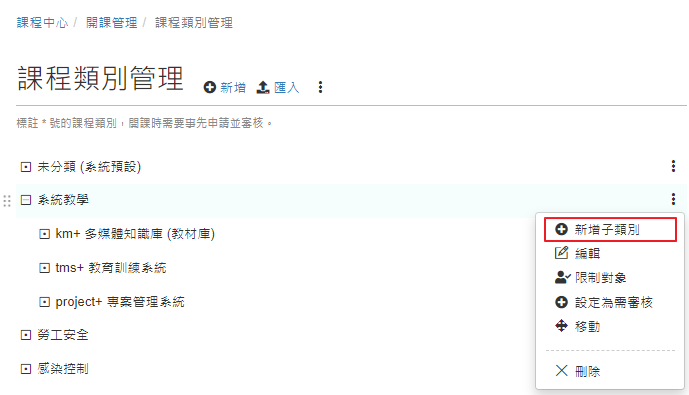 課程中心 / 開課管理 / 課程類別管理
課程類別管理 新增 匯入
標註 * 號的課程類別，開課時需要事先申請並審核。
未分類 (系統預設)
系統教學
新增子類別
km+ 多媒體知識庫 (教材庫)
編輯
tms+ 教育訓練系統
限制對象
project+ 專案管理系統
設定為需審核
移動
勞工安全
感染控制
刪除